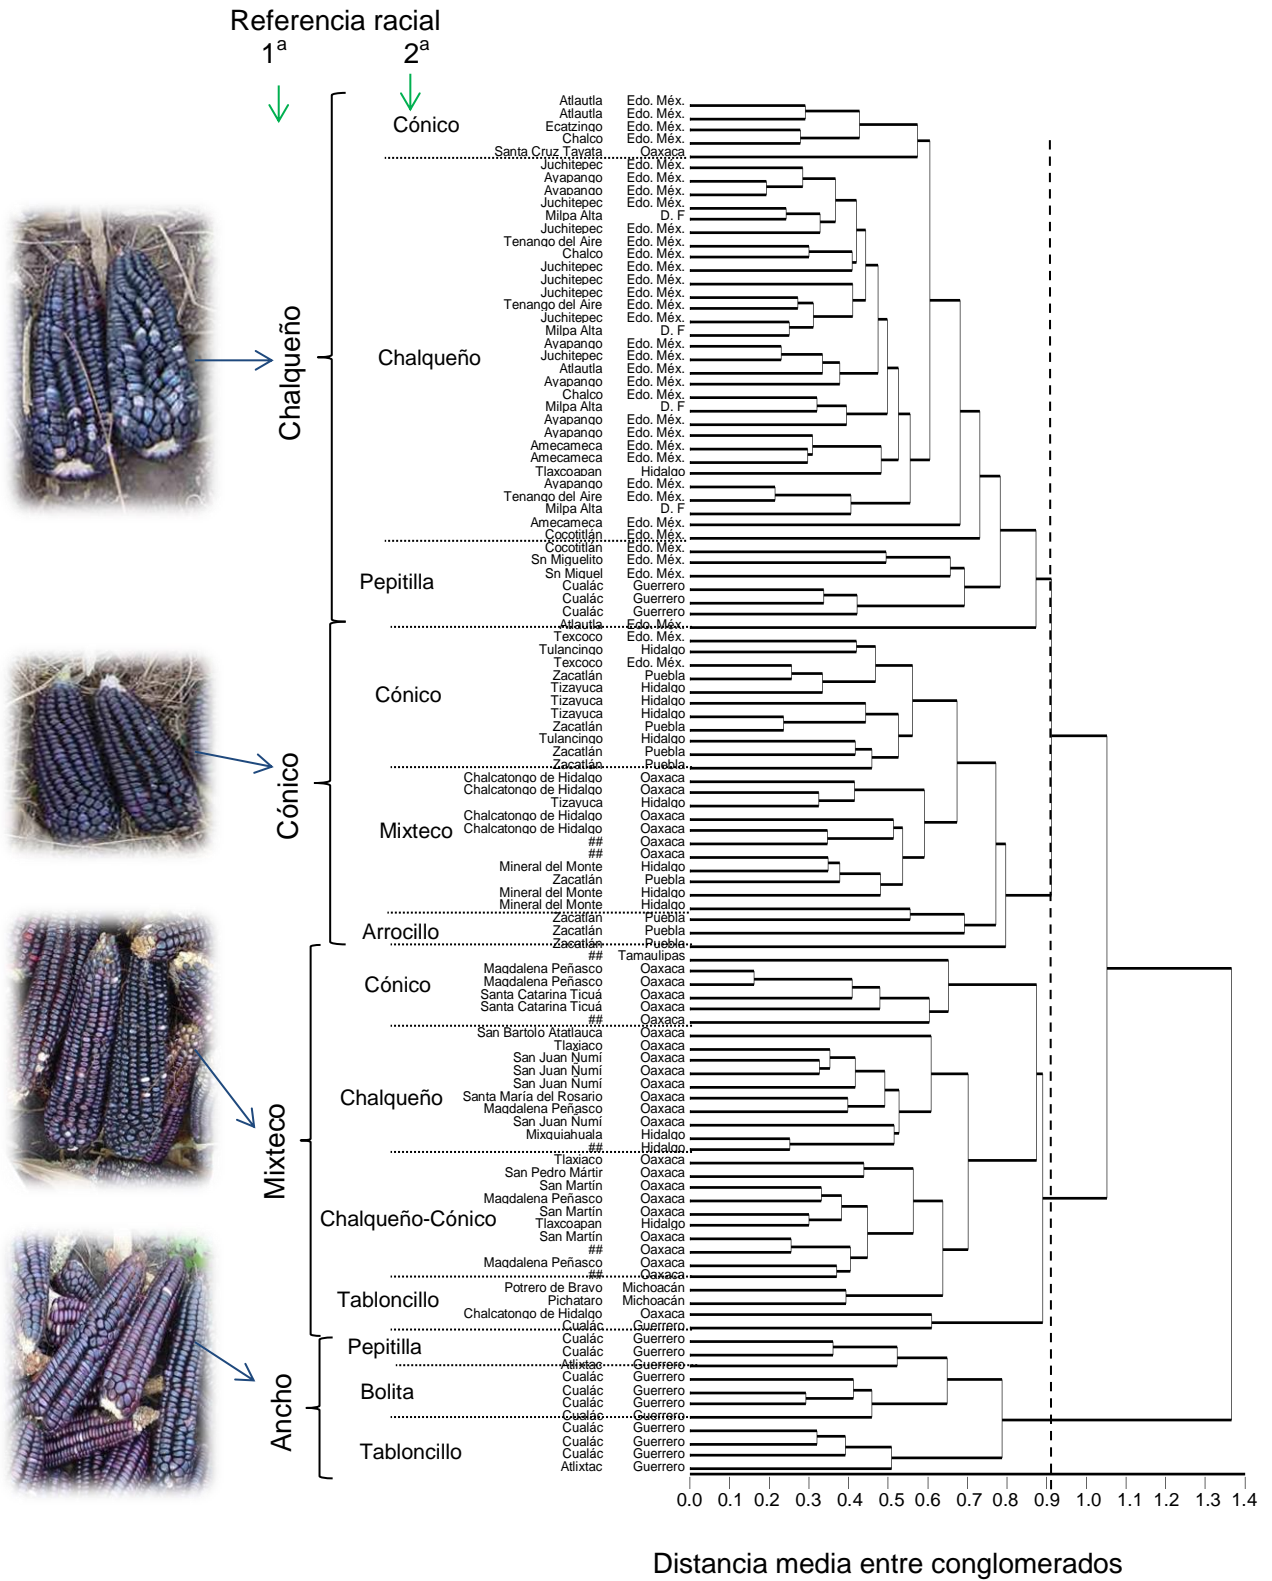 Referencia racial
1ª 2ª
Cónico
Chalqueño
Pepitilla
Chalqueño
Cónico
Mixteco
Arrocillo
Cónico
Cónico
Chalqueño
Chalqueño-Cónico
Tabloncillo
Mixteco
Pepitilla
Bolita
Tabloncillo
Ancho
Atlautla Edo. Méx.
Atlautla Edo. Méx.
Ecatzingo Edo. Méx.
Chalco Edo. Méx.
Santa Cruz Tayata Oaxaca
Juchitepec Edo. Méx.
Ayapango Edo. Méx.
Ayapango Edo. Méx.
Juchitepec Edo. Méx.
Milpa Alta D. F
Juchitepec Edo. Méx.
Tenango del Aire Edo. Méx.
Chalco Edo. Méx.
Juchitepec Edo. Méx.
Juchitepec Edo. Méx.
Juchitepec Edo. Méx.
Tenango del Aire Edo. Méx.
Juchitepec Edo. Méx.
Milpa Alta D. F
Ayapango Edo. Méx.
Juchitepec Edo. Méx.
Atlautla Edo. Méx.
Ayapango Edo. Méx.
Chalco Edo. Méx.
Milpa Alta D. F
Ayapango Edo. Méx.
Ayapango Edo. Méx.
Amecameca Edo. Méx.
Amecameca Edo. Méx.
Tlaxcoapan Hidalgo
Ayapango Edo. Méx.
Tenango del Aire Edo. Méx.
Milpa Alta D. F
Amecameca Edo. Méx.
Cocotitlán Edo. Méx.
Cocotitlán Edo. Méx.
Sn Miguelito Edo. Méx.
Sn Miguel Edo. Méx.
Cualác Guerrero
Cualác Guerrero
Cualác Guerrero
Atlautla Edo. Méx.
Texcoco Edo. Méx.
Tulancingo Hidalgo
Texcoco Edo. Méx.
Zacatlán Puebla
Tizayuca Hidalgo
Tizayuca Hidalgo
Tizayuca Hidalgo
Zacatlán Puebla
Tulancingo Hidalgo
Zacatlán Puebla
Zacatlán Puebla
Chalcatongo de Hidalgo Oaxaca
Chalcatongo de Hidalgo Oaxaca
Tizayuca Hidalgo
Chalcatongo de Hidalgo Oaxaca
Chalcatongo de Hidalgo Oaxaca
## Oaxaca
## Oaxaca
Mineral del Monte Hidalgo
Zacatlán Puebla
Mineral del Monte Hidalgo
Mineral del Monte Hidalgo
Zacatlán Puebla
Zacatlán Puebla
Zacatlán Puebla
## Tamaulipas
Magdalena Peñasco Oaxaca
Magdalena Peñasco Oaxaca
Santa Catarina Ticuá Oaxaca
Santa Catarina Ticuá Oaxaca
## Oaxaca
San Bartolo Atatlauca Oaxaca
Tlaxiaco Oaxaca
San Juan Ñumí Oaxaca
San Juan Ñumí Oaxaca
San Juan Ñumí Oaxaca
Santa María del Rosario Oaxaca
Magdalena Peñasco Oaxaca
San Juan Ñumí Oaxaca
Mixquiahuala Hidalgo
## Hidalgo
Tlaxiaco Oaxaca
San Pedro Mártir Oaxaca
San Martín Oaxaca
Magdalena Peñasco Oaxaca
San Martín Oaxaca
Tlaxcoapan Hidalgo
San Martín Oaxaca
## Oaxaca
Magdalena Peñasco Oaxaca
## Oaxaca
Potrero de Bravo Michoacán
Pichataro Michoacán
Chalcatongo de Hidalgo Oaxaca
Cualác Guerrero
Cualác Guerrero
Cualác Guerrero
Atlixtac Guerrero
Cualác Guerrero
Cualác Guerrero
Cualác Guerrero
Cualác Guerrero
Cualác Guerrero
Cualác Guerrero
Cualác Guerrero
Atlixtac Guerrero
0.0 0.1 0.2 0.3 0.4 0.5 0.6 0.7 0.8 0.9 1.0 1.1 1.2 1.3 1.4
Distancia media entre conglomerados